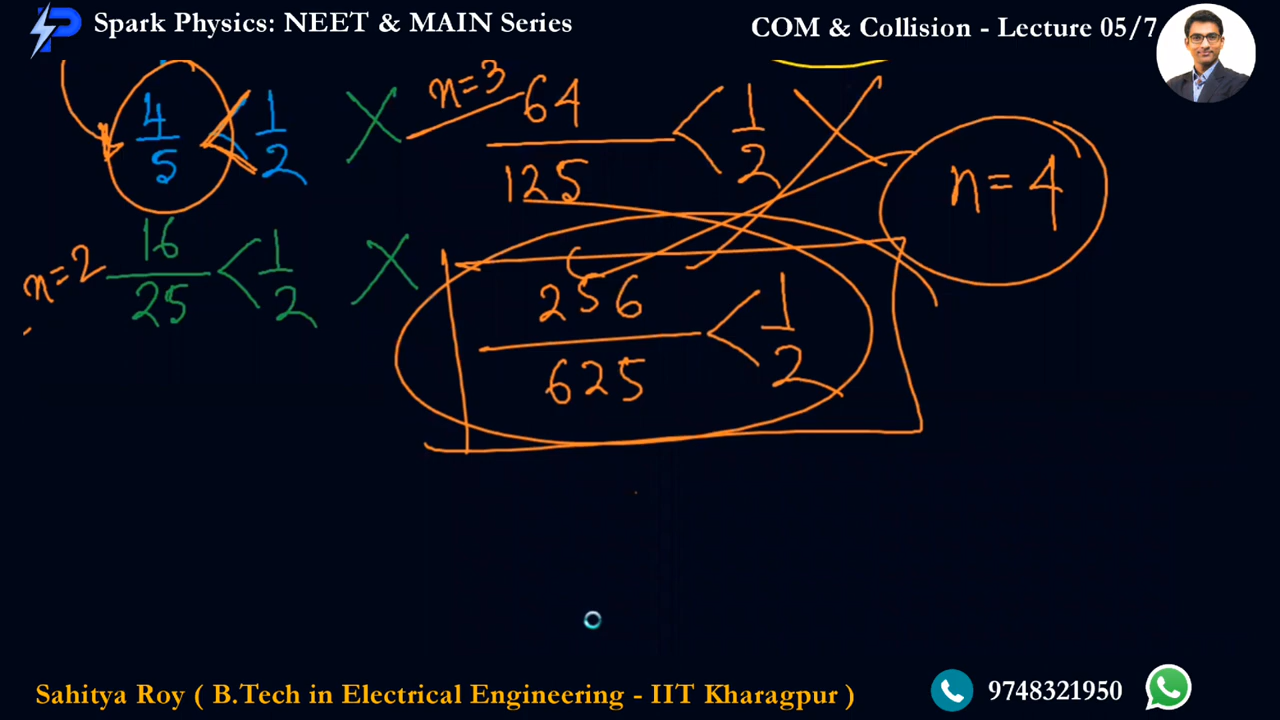 Spark Physics: NEET & MAIN Series
COM & Collision - Lecture 05/7
4/5 < 1/2 X
n=3 64/125 < 1/2 X
n = 4
n=2 16/25 < 1/2 X
256/625 < 1/2
Sahitya Roy ( B.Tech in Electrical Engineering - IIT Kharagpur )
9748321950